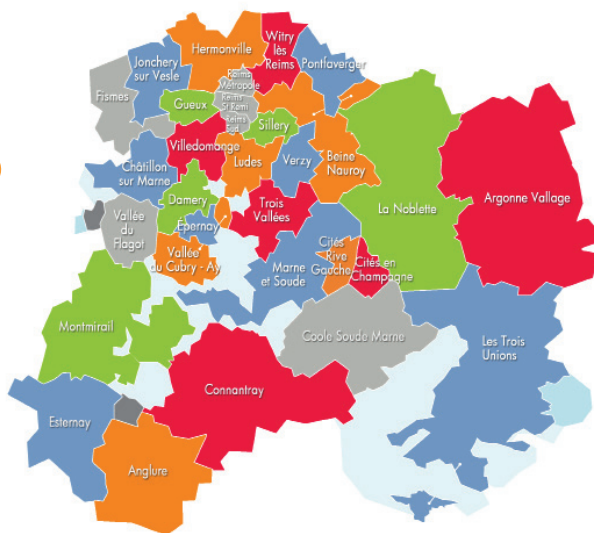 Hermonville
Witry
lès
Reims
Jonchery
sur Vesle
Pontfaverger
Fismes
Reims
Métropole
Gueux
Reims
St Remi
Reims
Sud
Sillery
Villedomange
Ludes
Verzy
Beine
Nauroy
Châtillon
sur Marne
Argonne Vallage
Damery
Trois
Vallées
La Noblette
Vallée
du
Flagot
Épernay
Vallée
du Cubry - Ay
Marne
et Soude
Cités
Rive
Gauche
Cités en
Champagne
Montmirail
Coole Soude Marne
Les Trois
Unions
Connantray
Esternay
Anglure